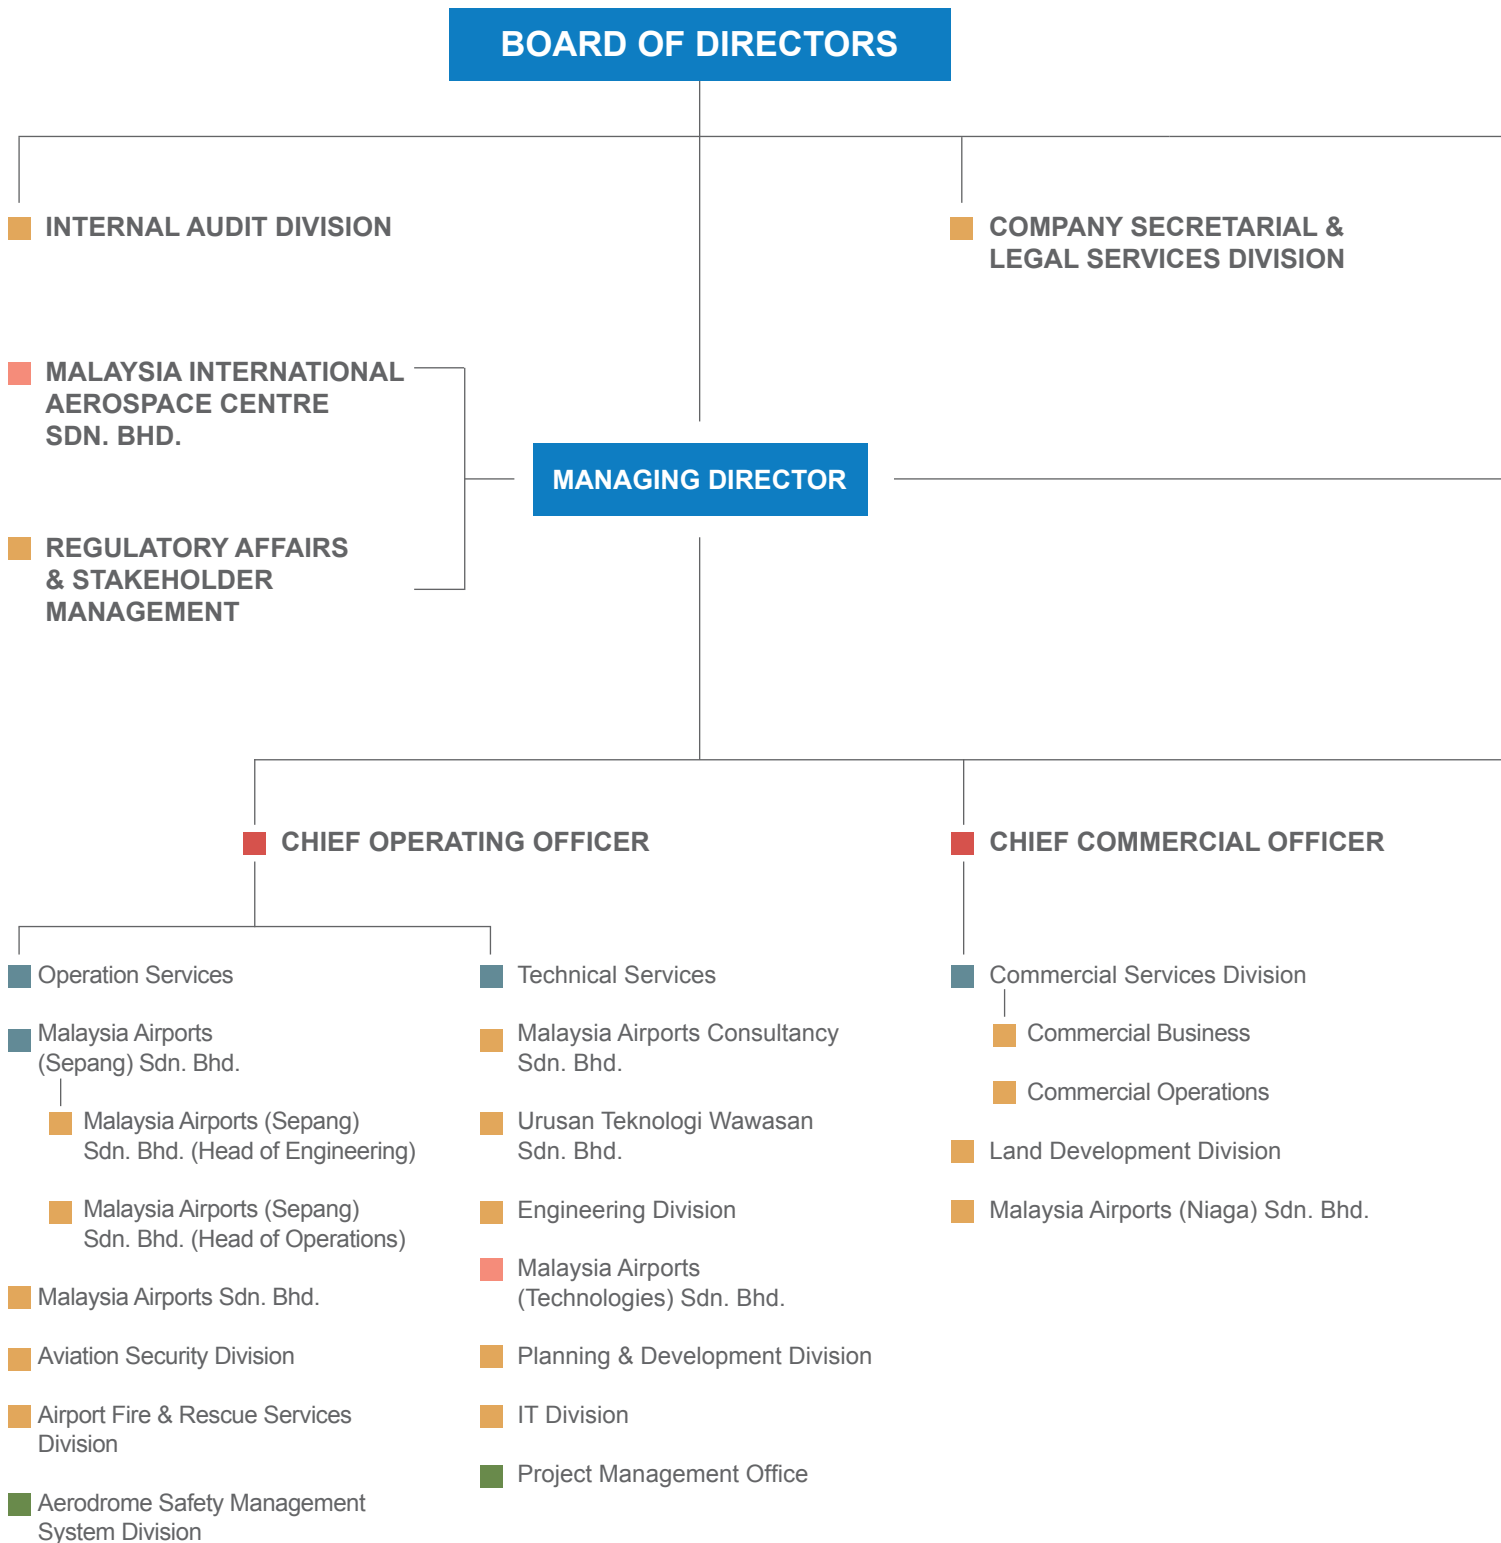 BOARD OF DIRECTORS
INTERNAL AUDIT DIVISION
COMPANY SECRETARIAL &
LEGAL SERVICES DIVISION
MALAYSIA INTERNATIONAL
AEROSPACE CENTRE
SDN. BHD.
MANAGING DIRECTOR
REGULATORY AFFAIRS
& STAKEHOLDER
MANAGEMENT
CHIEF OPERATING OFFICER
CHIEF COMMERCIAL OFFICER
Operation Services
Malaysia Airports
(Sepang) Sdn. Bhd.
Malaysia Airports (Sepang)
Sdn. Bhd. (Head of Engineering)
Malaysia Airports (Sepang)
Sdn. Bhd. (Head of Operations)
Malaysia Airports Sdn. Bhd.
Aviation Security Division
Airport Fire & Rescue Services
Division
Aerodrome Safety Management
System Division
Technical Services
Malaysia Airports Consultancy
Sdn. Bhd.
Urusan Teknologi Wawasan
Sdn. Bhd.
Engineering Division
Malaysia Airports
(Technologies) Sdn. Bhd.
Planning & Development Division
IT Division
Project Management Office
Commercial Services Division
Commercial Business
Commercial Operations
Land Development Division
Malaysia Airports (Niaga) Sdn. Bhd.